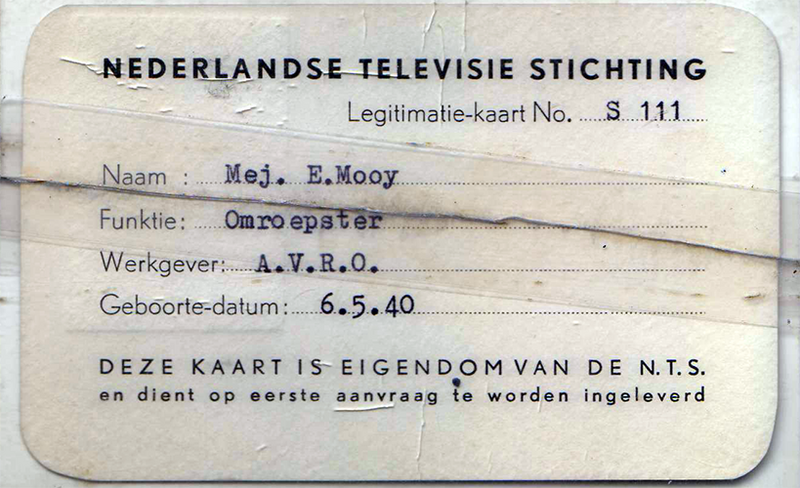 NEDERLANDSE TELEVISIE STICHTING
Legitimatie-kaart No. S 111
Naam : Mej. E.Mooy
Funktie: Omroepster
Werkgever: A.V.R.O.
Geboorte-datum: 6.5.40
DEZE KAART IS EIGENDOM VAN DE N.T.S.
en dient op eerste aanvraag te worden ingeleverd